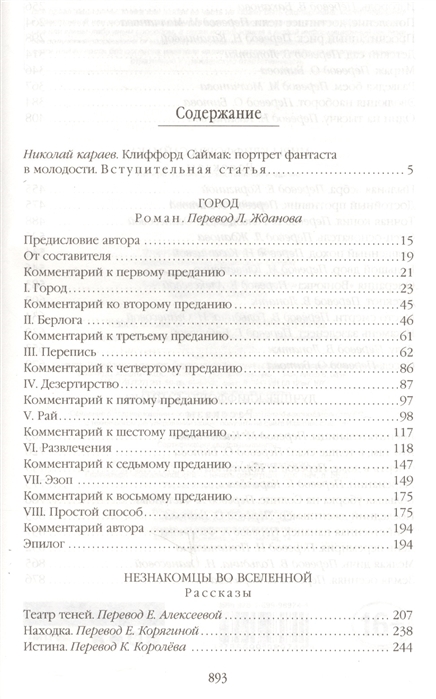 Содержание
Николай караев. Клиффорд Саймак: портрет фантаста
в молодости. Вступительная статья 5
ГОРОД
Роман. Перевод Л. Жданова
Предисловие автора 15
От составителя 19
Комментарий к первому преданию 21
I. Город 23
Комментарий ко второму преданию 45
II. Берлога 46
Комментарий к третьему преданию 61
III. Перепись 62
Комментарий к четвертому преданию 86
IV. Дезертирство 87
Комментарий к пятому преданию 97
V. Рай 98
Комментарий к шестому преданию 117
VI. Развлечения 118
Комментарий к седьмому преданию 147
VII. Эзоп 149
Комментарий к восьмому преданию 175
VIII. Простой способ 175
Комментарий автора 194
Эпилог 194
НЕЗНАКОМЦЫ ВО ВСЕЛЕННОЙ
Рассказы
Театр теней. Перевод Е. Алексеевой 207
Находка. Перевод Е. Корягиной 238
Истина. Перевод К. Королёва 244
893